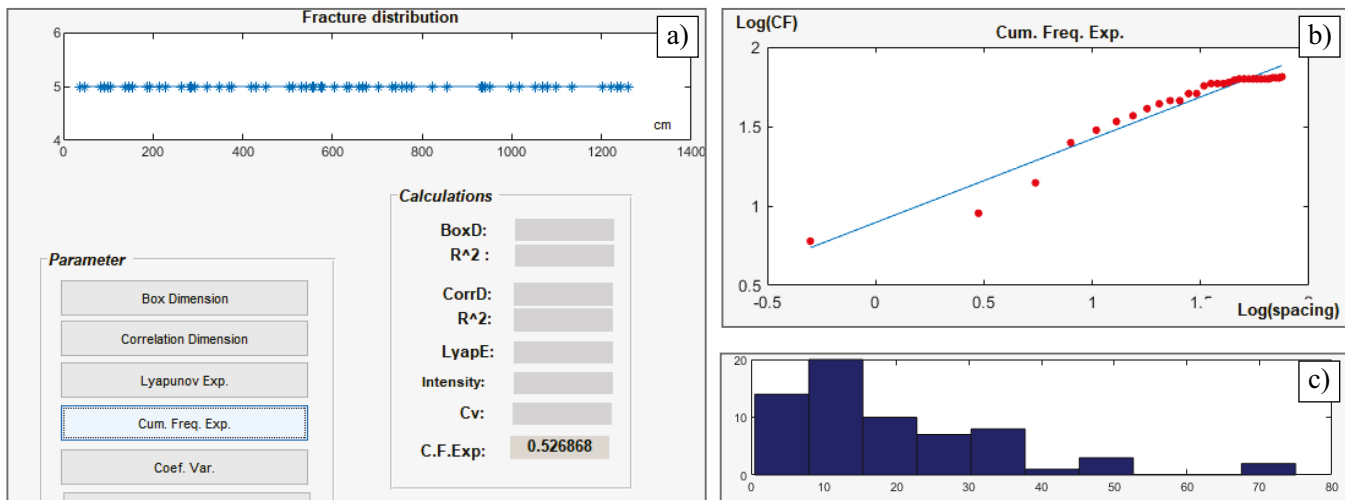 Fracture distribution
a)
6
5
4
0 200 400 600 800 1000 1200 1400
cm
Parameter
Box Dimension
Correlation Dimension
Lyapunov Exp.
Cum. Freq. Exp.
Coef. Var.
Calculations
BoxD:
R^2 :
CorrD:
R^2:
LyapE:
Intensity:
Cv:
C.F.Exp: 0.526868
Log(CF)
Cum. Freq. Exp.
b)
2
1.5
1
0.5
-0.5 0 0.5 1
Log(spacing)
c)
20
10
0
0 10 20 30 40 50 60 70 80